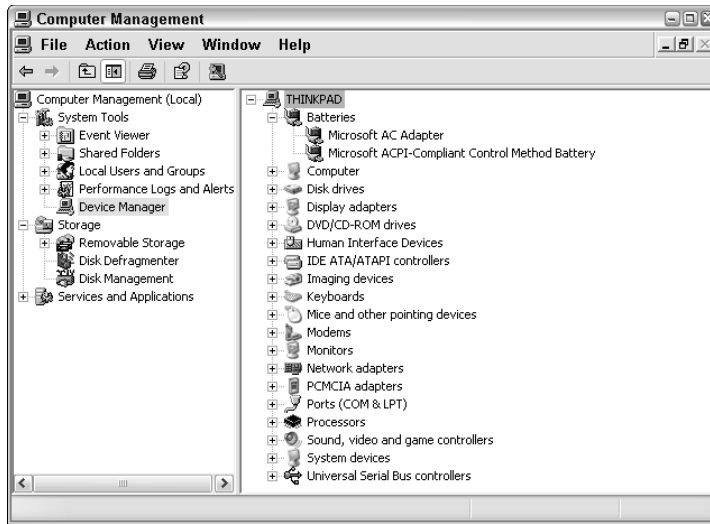 Computer Management
File Action View Window Help
Computer Management (Local)
System Tools
Event Viewer
Shared Folders
Local Users and Groups
Performance Logs and Alerts
Device Manager
Storage
Removable Storage
Disk Defragmenter
Disk Management
Services and Applications
THINKPAD
Batteries
Microsoft AC Adapter
Microsoft ACPI-Compliant Control Method Battery
Computer
Disk drives
Display adapters
DVD/CD-ROM drives
Human Interface Devices
IDE ATA/ATAPI controllers
Imaging devices
Keyboards
Mice and other pointing devices
Modems
Monitors
Network adapters
PCMCIA adapters
Ports (COM & LPT)
Processors
Sound, video and game controllers
System devices
Universal Serial Bus controllers